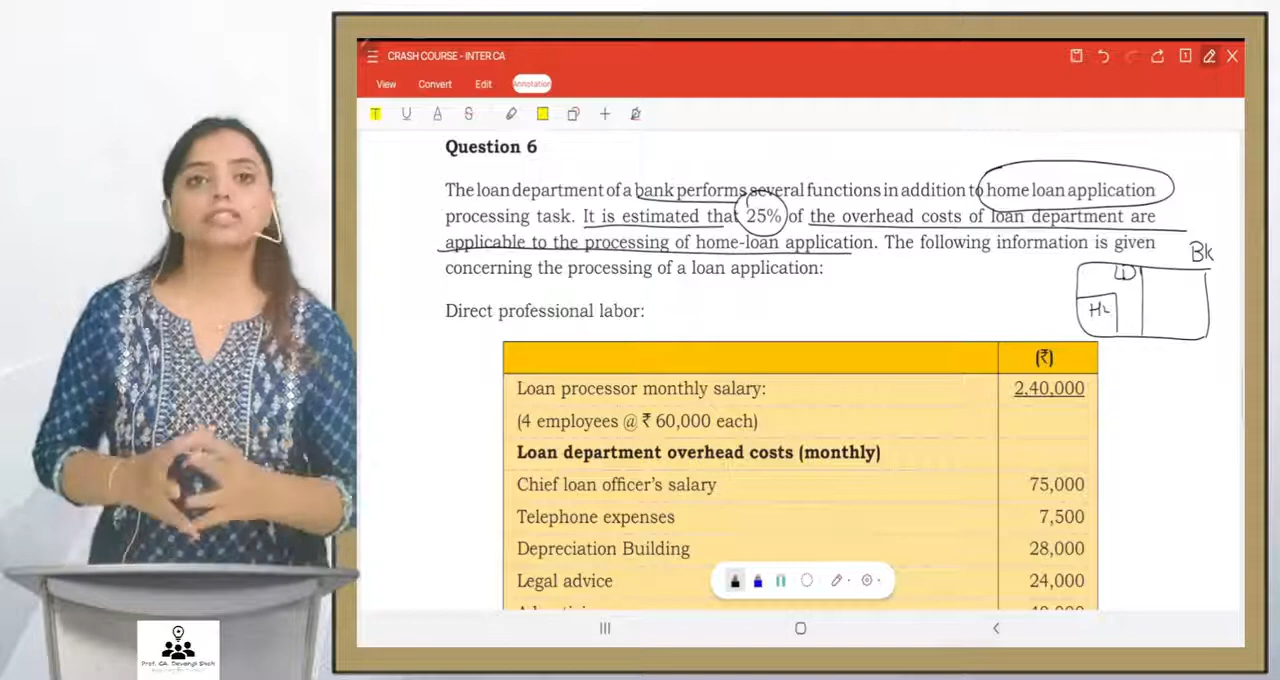 CRASH COURSE - INTER CA
View Convert Edit Annotation
Question 6
The loan department of a bank performs several functions in addition to home loan application
processing task. It is estimated that 25% of the overhead costs of loan department are
applicable to the processing of home-loan application. The following information is given
concerning the processing of a loan application:
Bk
LD
HL
Direct professional labor:
(₹)
Loan processor monthly salary: 2,40,000
(4 employees @ ₹ 60,000 each)
Loan department overhead costs (monthly)
Chief loan officer's salary 75,000
Telephone expenses 7,500
Depreciation Building 28,000
Legal advice 24,000
Prof. CA. Devangi Shah